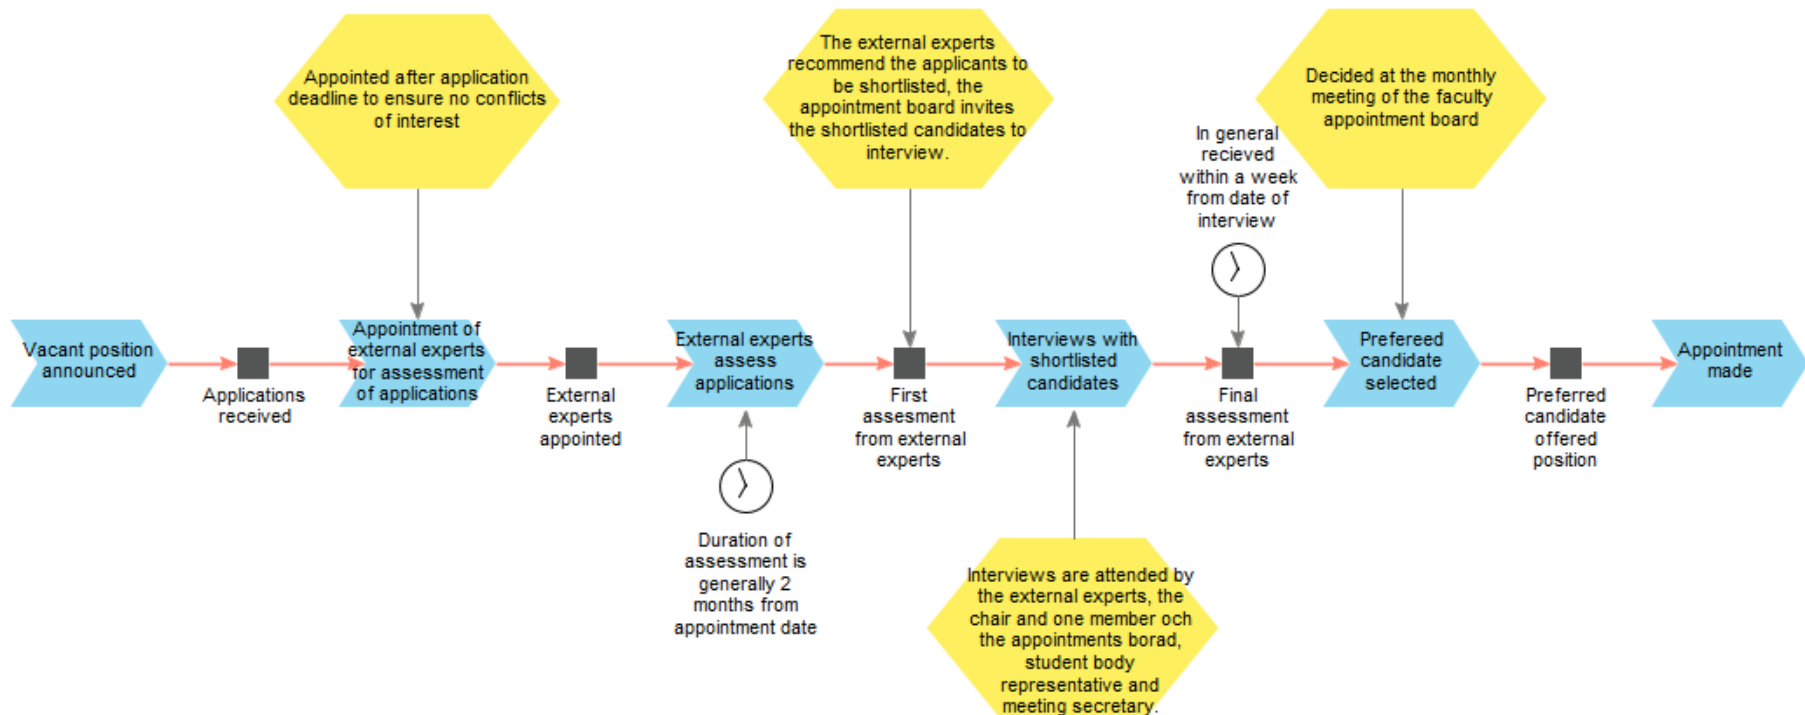 Appointed after application
deadline to ensure no conflicts
of interest
The external experts
recommend the applicants to
be shortlisted, the
appointment board invites
the shortlisted candidates to
interview.
Decided at the monthly
meeting of the faculty
appointment board
In general
recieved
within a week
from date of
interview
Vacant position
announced
Applications
received
Appointment of
external experts
for assessment
of applications
External
experts
appointed
External experts
assess
applications
First
assesment
from external
experts
Interviews with
shortlisted
candidates
Final
assessment
from external
experts
Prefereed
candidate
selected
Preferred
candidate
offered
position
Appointment
made
Duration of
assessment is
generally 2
months from
appointment date
Interviews are attended by
the external experts, the
chair and one member och
the appointments borad,
student body
representative and
meeting secretary.